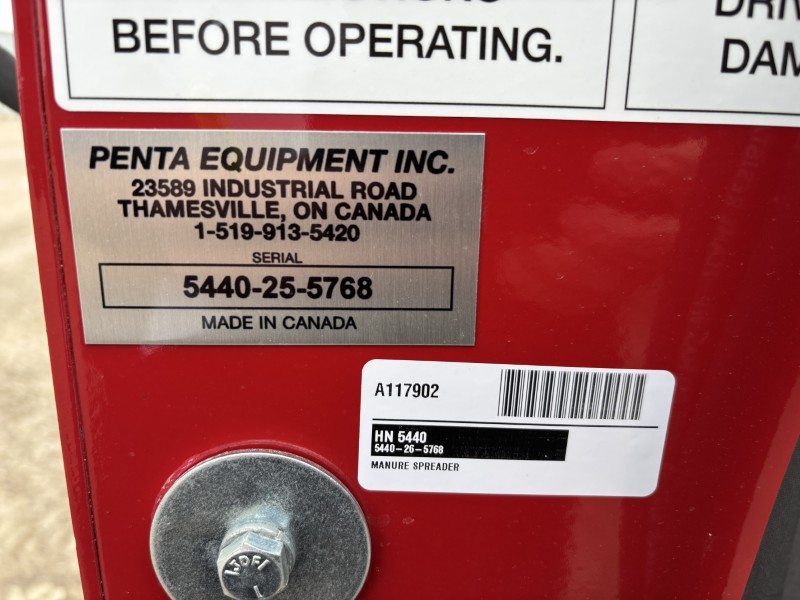 BEFORE OPERATING.
DAM
PENTA EQUIPMENT INC.
23589 INDUSTRIAL ROAD
THAMESVILLE, ON CANADA
1-519-913-5420
SERIAL
5440-25-5768
MADE IN CANADA
A117902
HN 5440
5440-26-5768
MANURE SPREADER